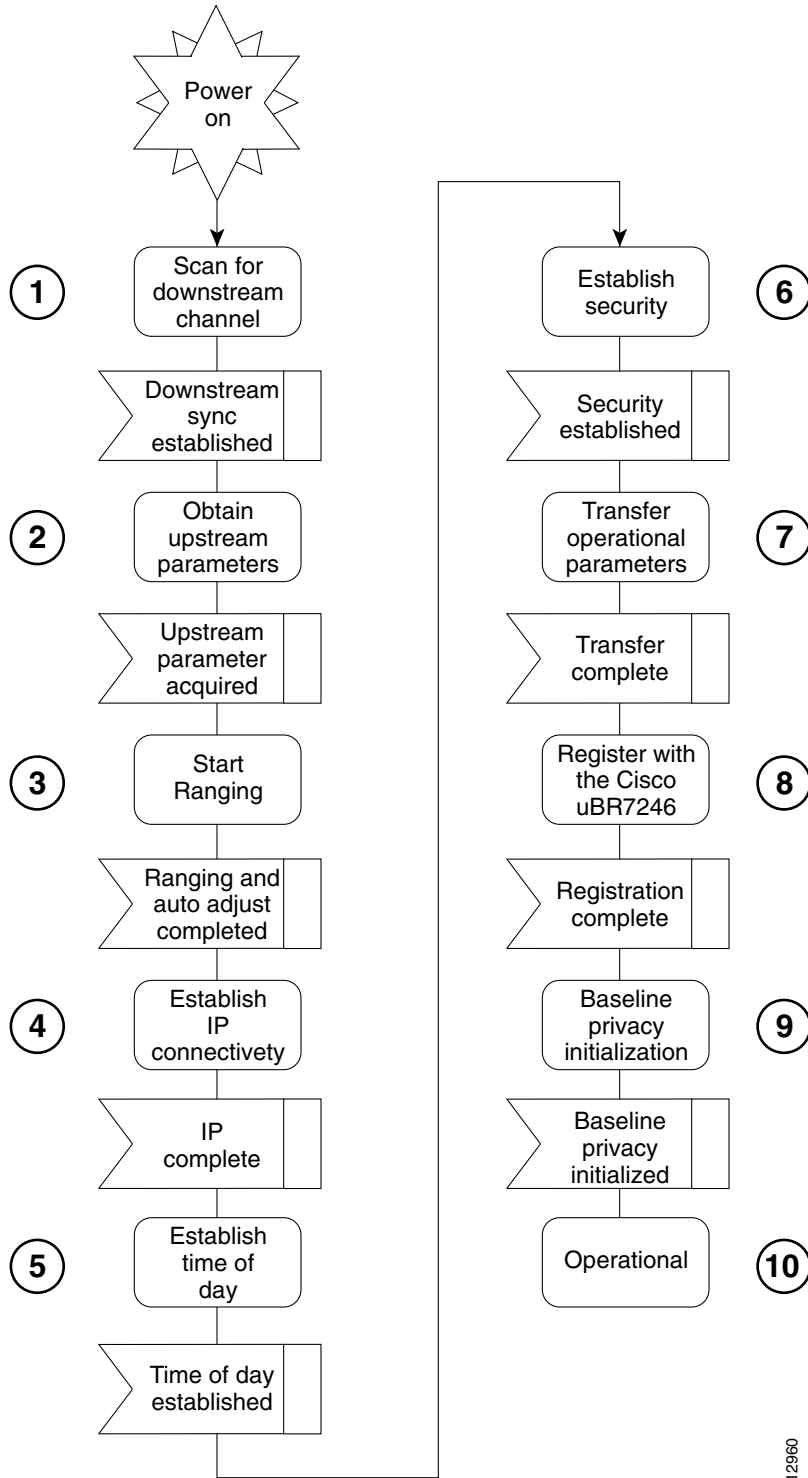 Power
on
1
Scan for
downstream
channel
Downstream
sync
established
2
Obtain
upstream
parameters
Upstream
parameter
acquired
3
Start
Ranging
Ranging and
auto adjust
completed
4
Establish
IP
connectivety
IP
complete
5
Establish
time of
day
Time of day
established
6
Establish
security
Security
established
7
Transfer
operational
parameters
Transfer
complete
8
Register with
the Cisco
uBR7246
Registration
complete
9
Baseline
privacy
initialization
Baseline
privacy
initialized
10
Operational
12960